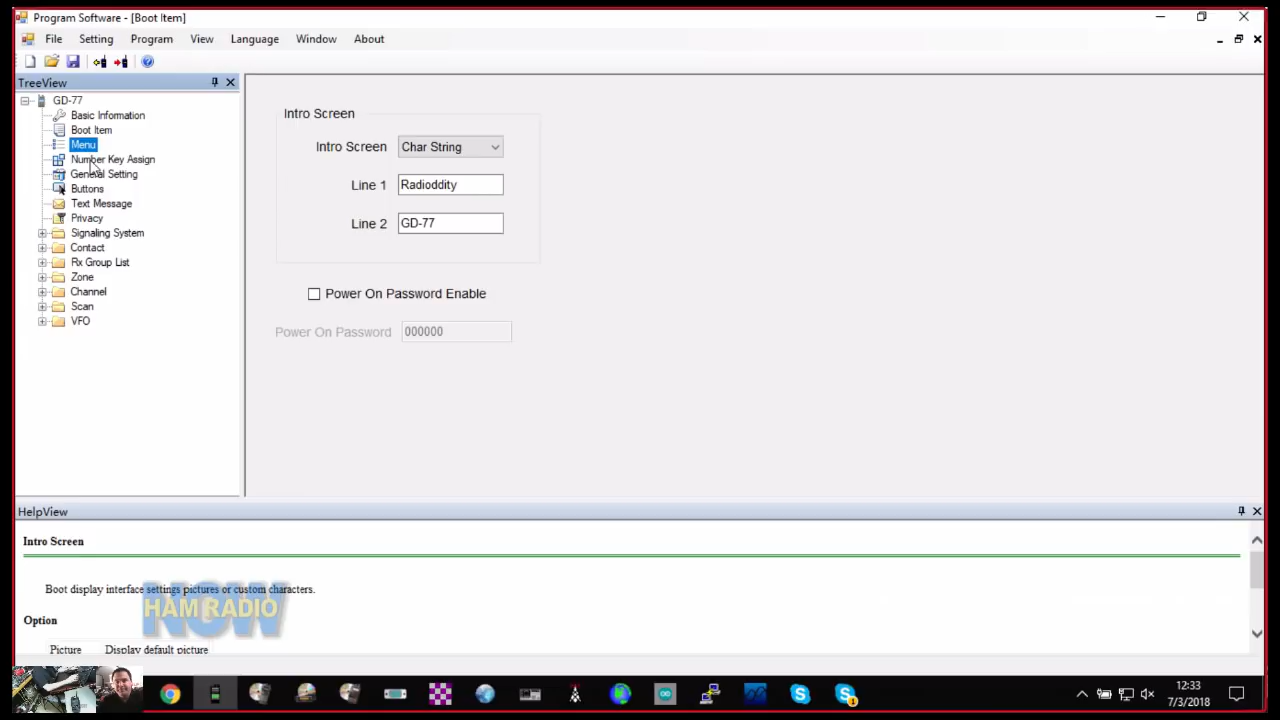 Program Software - [Boot Item]
File Setting Program View Language Window About
TreeView
GD-77
Basic Information
Boot Item
Menu
Number Key Assign
General Setting
Buttons
Text Message
Privacy
Signaling System
Contact
Rx Group List
Zone
Channel
Scan
VFO
Intro Screen
Intro Screen Char String
Line 1 Radioddity
Line 2 GD-77
Power On Password Enable
Power On Password 000000
HelpView
Intro Screen
Boot display interface settings pictures or custom characters.
Option
Picture Display default picture
NOW
HAM RADIO
12:33
7/3/2018